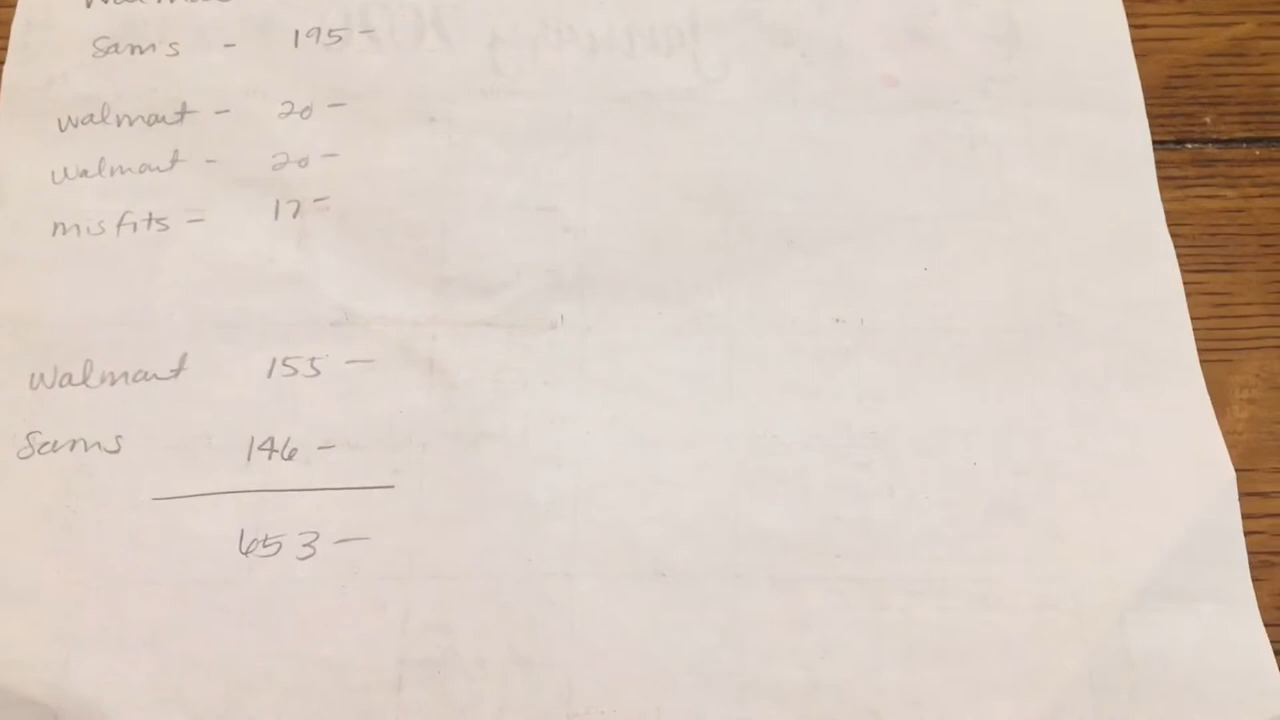 Sams - 195-
walmart - 20-
Walmart - 20-
misfits - 17-
Walmart 155-
Sams 146-
653-